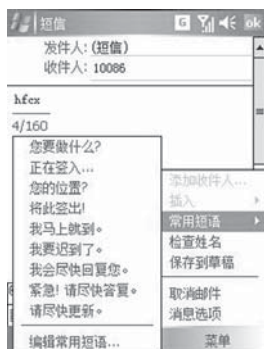 短信 G ok
发件人: (短信)
收件人: 10086
hfcx
4/160
您要做什么?
正在签入...
您的位置?
将此签出!
我马上跳到。
我要迟到了。
我会尽快回复您。
紧急! 请尽快答复。
请尽快更新。
编辑常用短语...
添加收件人...
插入
常用短语
检查姓名
保存到草稿
取消邮件
消息选项
菜单